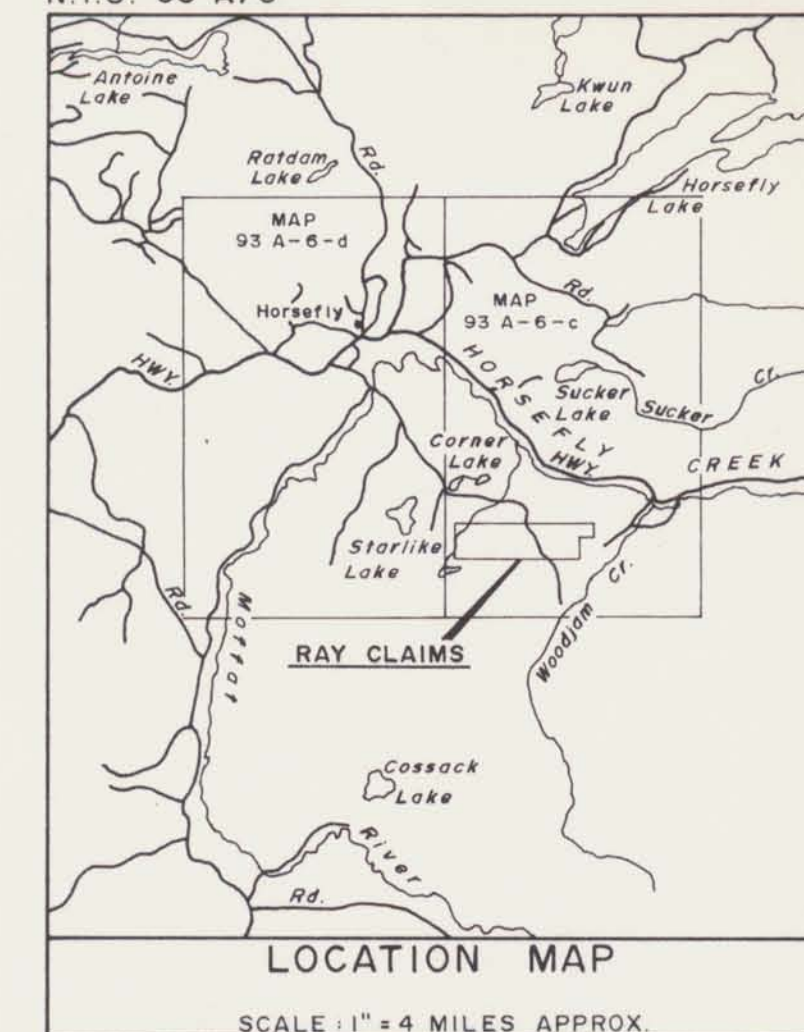 Antoine
Lake
Kwun
Lake
Ratdam
Lake
Rd.
Horsefly
Lake
MAP
93 A-6-d
Rd.
MAP
93 A-6-c
Horsefly
HWY.
HORSEFLY
HWY.
Sucker
Lake
Sucker
Cr.
Corner
Lake
CREEK
Starlike
Lake
Rd.
Moffat
Woodjam
Cr.
RAY CLAIMS
Cossack
Lake
River
Rd.
LOCATION MAP
SCALE : 1" = 4 MILES APPROX.